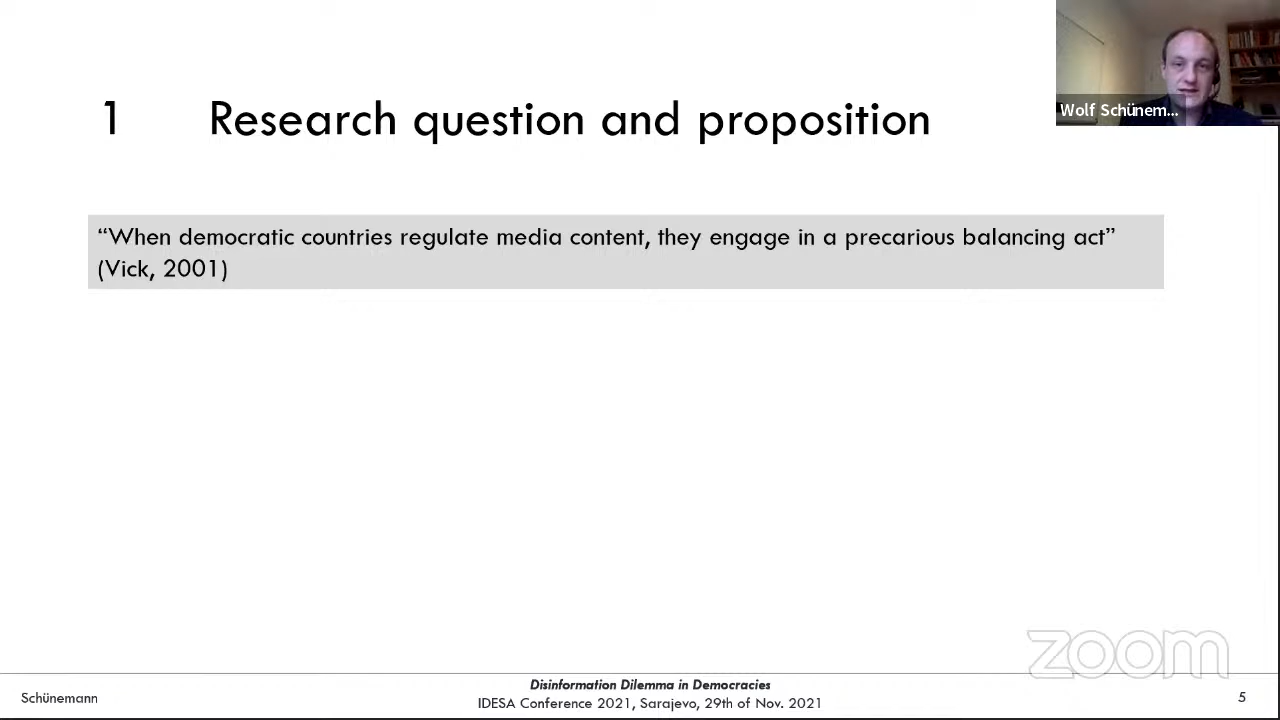 1 Research question and proposition
Wolf Schünem...
“When democratic countries regulate media content, they engage in a precarious balancing act”
(Vick, 2001)
zoom
Schünemann
Disinformation Dilemma in Democracies
IDESA Conference 2021, Sarajevo, 29th of Nov. 2021
5